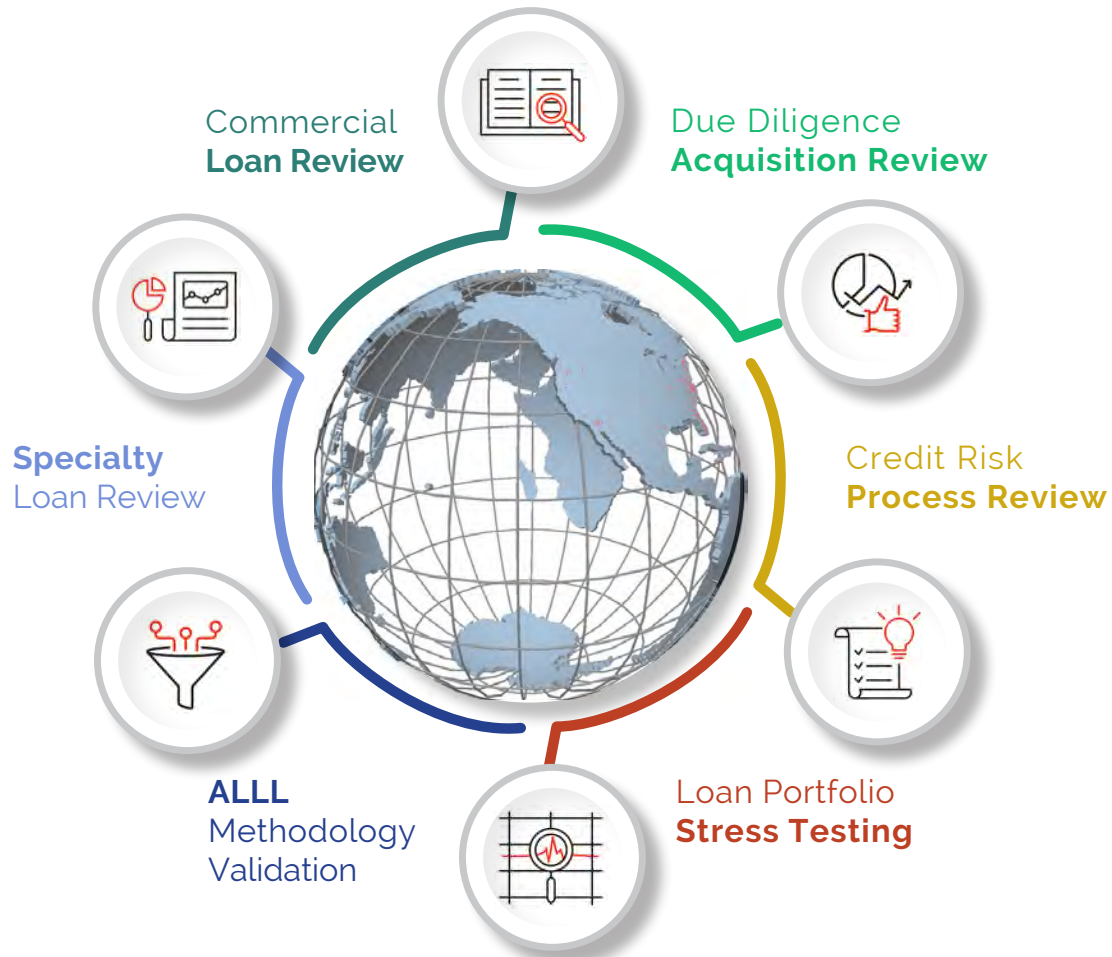 Commercial
Loan Review
Due Diligence
Acquisition Review
Specialty
Loan Review
Credit Risk
Process Review
ALLL
Methodology
Validation
Loan Portfolio
Stress Testing